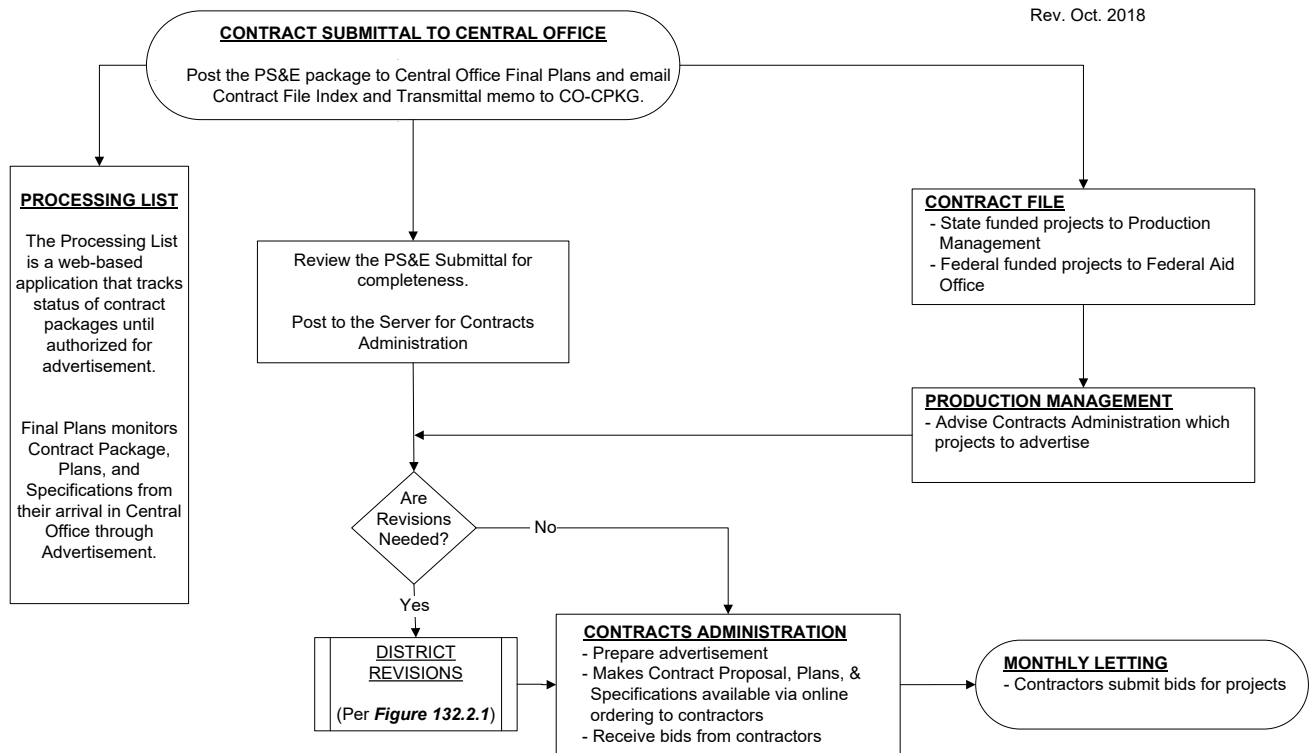 Rev. Oct. 2018
CONTRACT SUBMITTAL TO CENTRAL OFFICE
Post the PS&E package to Central Office Final Plans and email
Contract File Index and Transmittal memo to CO-CPKG.
PROCESSING LIST
The Processing List
is a web-based
application that tracks
status of contract
packages until
authorized for
advertisement.
Final Plans monitors
Contract Package,
Plans, and
Specifications from
their arrival in Central
Office through
Advertisement.
Review the PS&E Submittal for
completeness.
Post to the Server for Contracts
Administration
CONTRACT FILE
- State funded projects to Production
Management
- Federal funded projects to Federal Aid
Office
PRODUCTION MANAGEMENT
- Advise Contracts Administration which
projects to advertise
Are
Revisions
Needed?
No
Yes
DISTRICT
REVISIONS
(Per Figure 132.2.1)
CONTRACTS ADMINISTRATION
- Prepare advertisement
- Makes Contract Proposal, Plans, &
Specifications available via online
ordering to contractors
- Receive bids from contractors
MONTHLY LETTING
- Contractors submit bids for projects